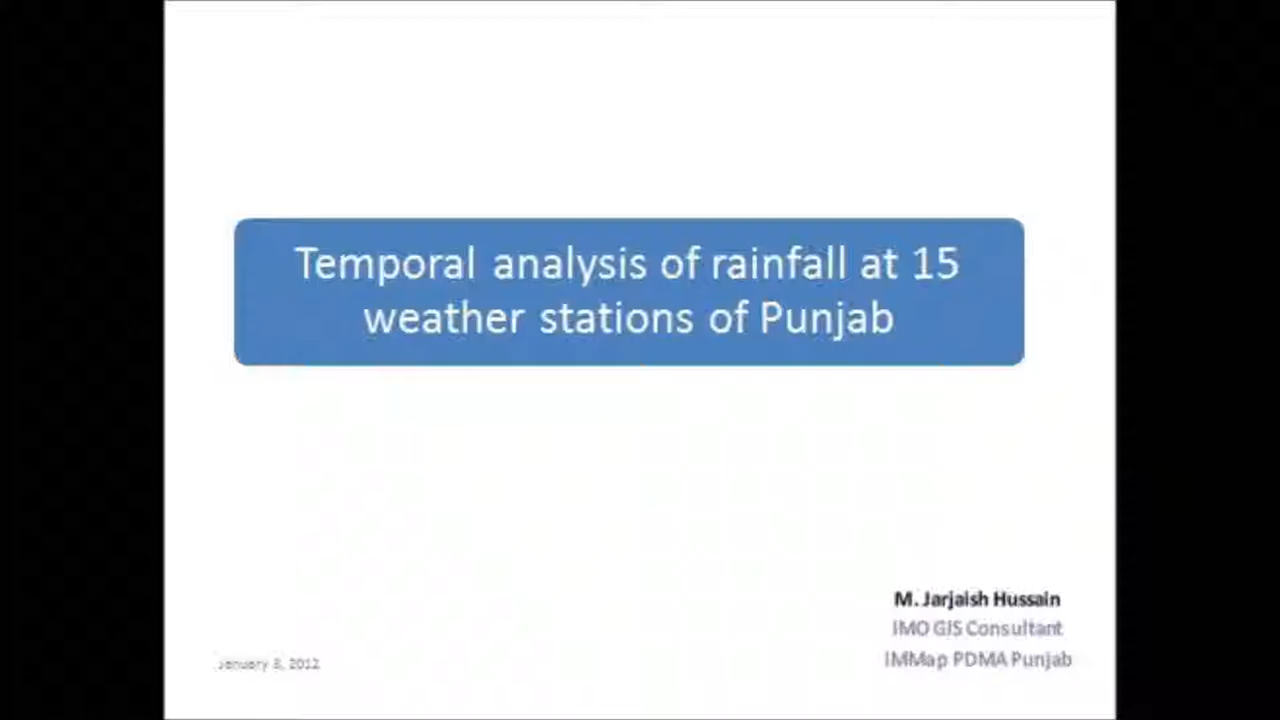 Temporal analysis of rainfall at 15
weather stations of Punjab
M. Jarjaish Hussain
IMO GIS Consultant
IMMap PDMA Punjab
January 3, 2012